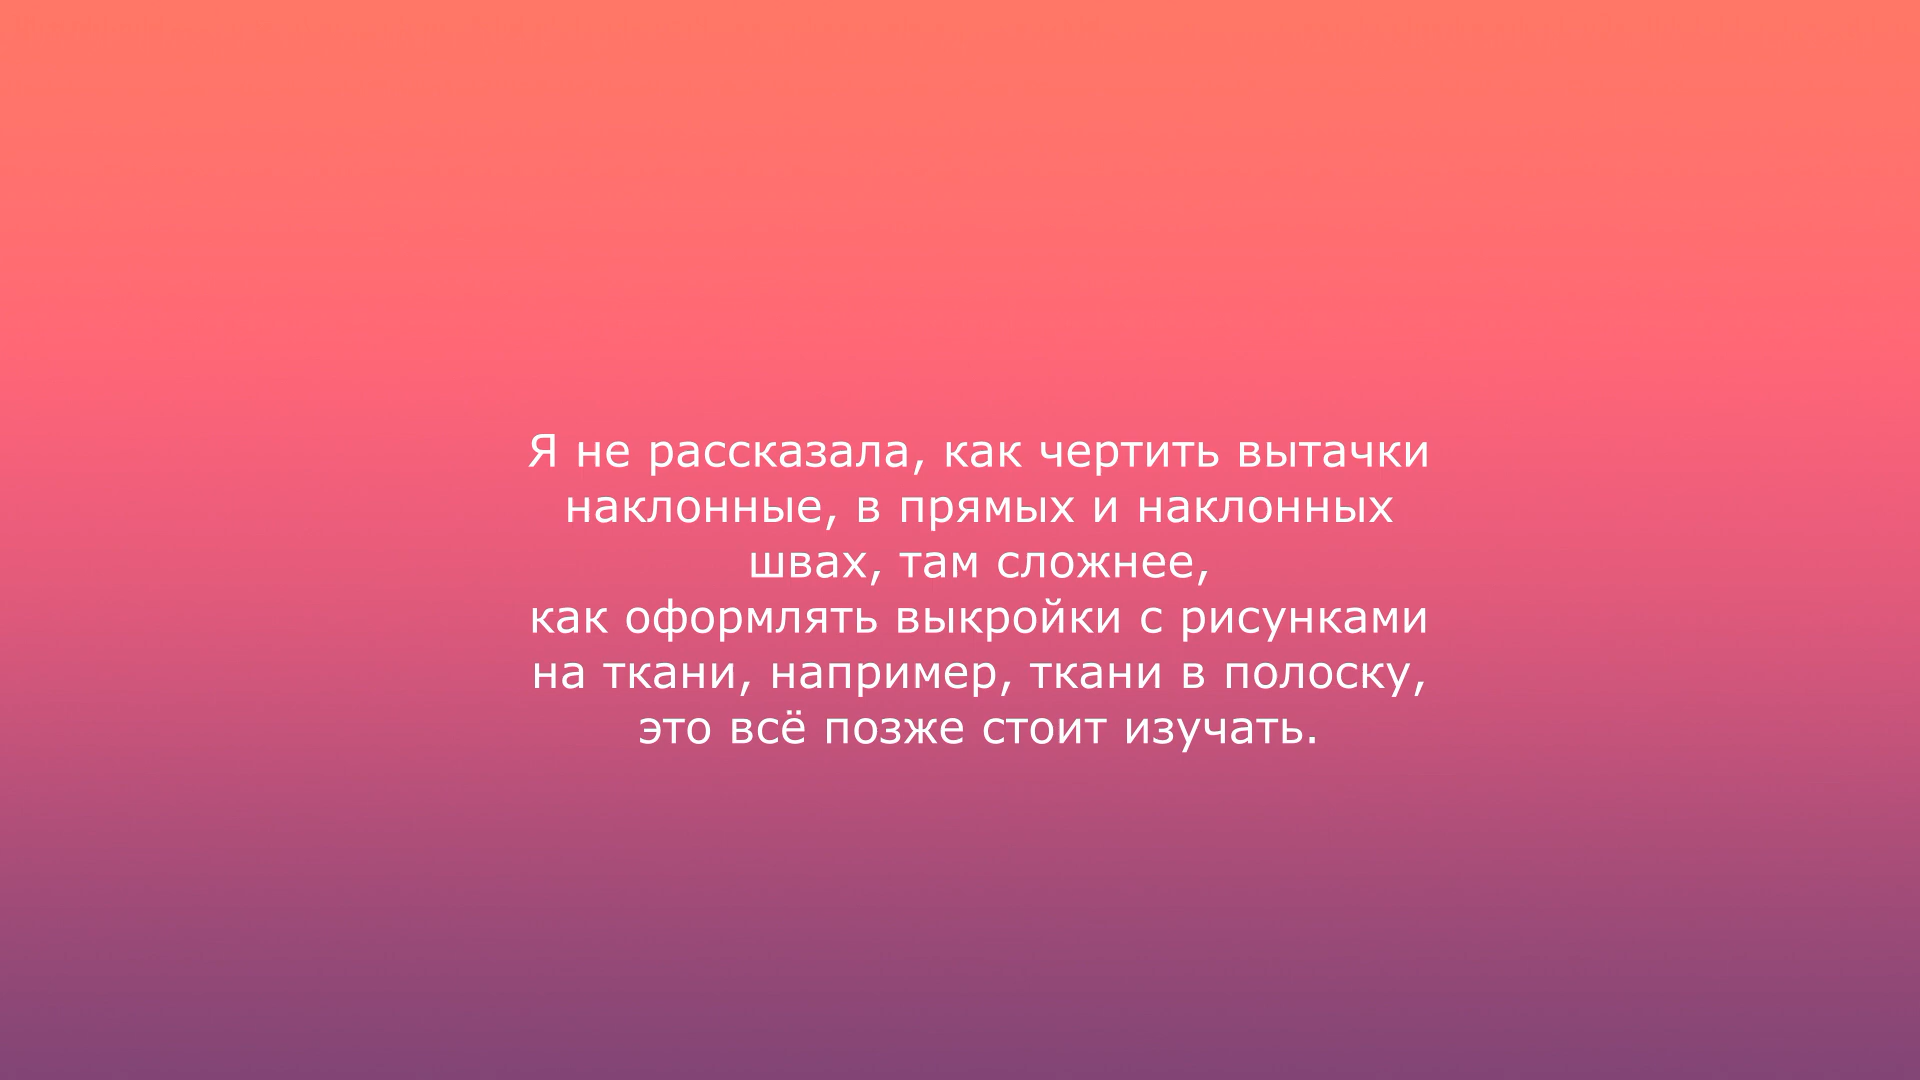 Я не рассказала, как чертить вытачки
наклонные, в прямых и наклонных
швах, там сложнее,
как оформлять выкройки с рисунками
на ткани, например, ткани в полоску,
это всё позже стоит изучать.